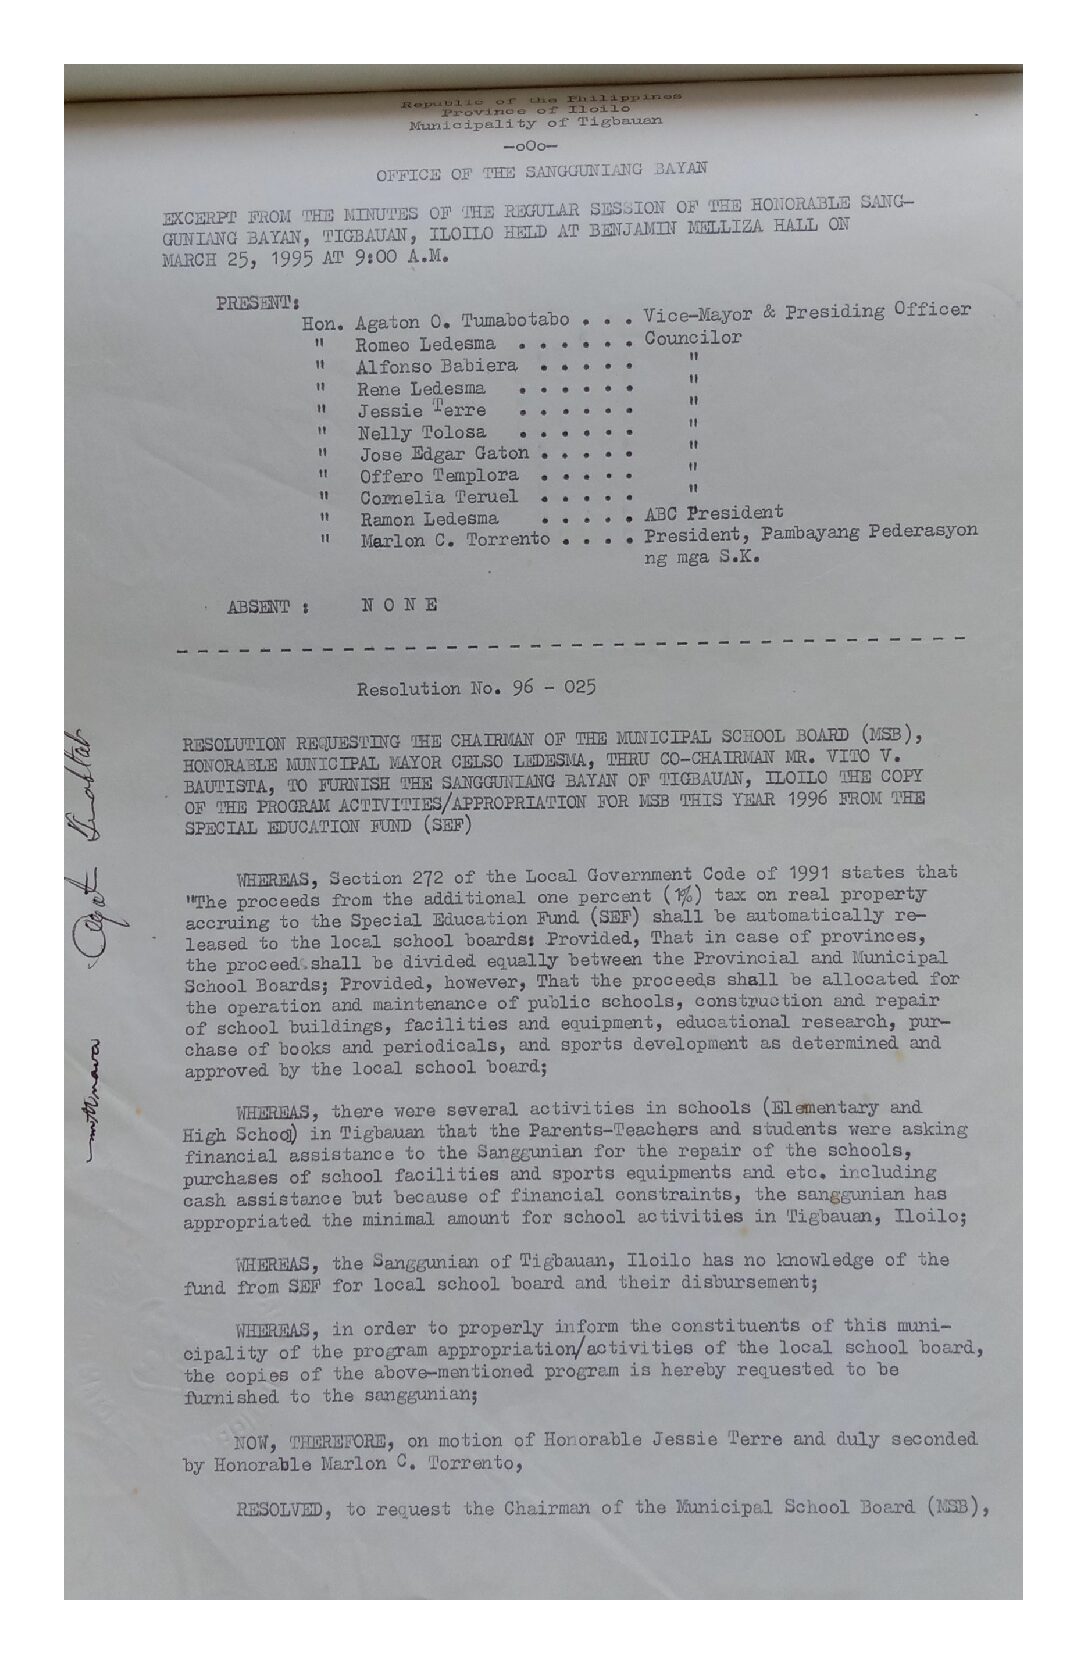 Republic of the Philippines
Province of Iloilo
Municipality of Tigbauan
-oOo-
OFFICE OF THE SANGGUNIANG BAYAN
EXCERPT FROM THE MINUTES OF THE REGULAR SESSION OF THE HONORABLE SANG-
GUNIANG BAYAN, TIGBAUAN, ILOILO HELD AT BENJAMIN MELLIZA HALL ON
MARCH 25, 1995 AT 9:00 A.M.
PRESENT:
Hon. Agaton O. Tumabotabo . . . Vice-Mayor & Presiding Officer
" Romeo Ledesma . . . . . . Councilor
" Alfonso Babiera . . . . . "
" Rene Ledesma . . . . . . "
" Jessie Terre . . . . . . "
" Nelly Tolosa . . . . . . "
" Jose Edgar Gaton . . . . . "
" Offero Templora . . . . . "
" Cornelia Teruel . . . . . "
" Ramon Ledesma . . . . . ABC President
" Marlon C. Torrento . . . . President, Pambayang Pederasyon
ng mga S.K.
ABSENT : N O N E
- - - - - - - - - - - - - - - - - - - - - - - - - - - - - - - - - - - - - -
Resolution No. 96 - 025
RESOLUTION REQUESTING THE CHAIRMAN OF THE MUNICIPAL SCHOOL BOARD (MSB),
HONORABLE MUNICIPAL MAYOR CELSO LEDESMA, THRU CO-CHAIRMAN MR. VITO V.
BAUTISTA, TO FURNISH THE SANGGUNIANG BAYAN OF TIGBAUAN, ILOILO THE COPY
OF THE PROGRAM ACTIVITIES/APPROPRIATION FOR MSB THIS YEAR 1996 FROM THE
SPECIAL EDUCATION FUND (SEF)
WHEREAS, Section 272 of the Local Government Code of 1991 states that
"The proceeds from the additional one percent (1%) tax on real property
accruing to the Special Education Fund (SEF) shall be automatically re-
leased to the local school boards: Provided, That in case of provinces,
the proceed shall be divided equally between the Provincial and Municipal
School Boards; Provided, however, That the proceeds shall be allocated for
the operation and maintenance of public schools, construction and repair
of school buildings, facilities and equipment, educational research, pur-
chase of books and periodicals, and sports development as determined and
approved by the local school board;
WHEREAS, there were several activities in schools (Elementary and
High School) in Tigbauan that the Parents-Teachers and students were asking
financial assistance to the Sanggunian for the repair of the schools,
purchases of school facilities and sports equipments and etc. including
cash assistance but because of financial constraints, the sanggunian has
appropriated the minimal amount for school activities in Tigbauan, Iloilo;
WHEREAS, the Sanggunian of Tigbauan, Iloilo has no knowledge of the
fund from SEF for local school board and their disbursement;
WHEREAS, in order to properly inform the constituents of this muni-
cipality of the program appropriation/activities of the local school board,
the copies of the above-mentioned program is hereby requested to be
furnished to the sanggunian;
NOW, THEREFORE, on motion of Honorable Jessie Terre and duly seconded
by Honorable Marlon C. Torrento,
RESOLVED, to request the Chairman of the Municipal School Board (MSB),